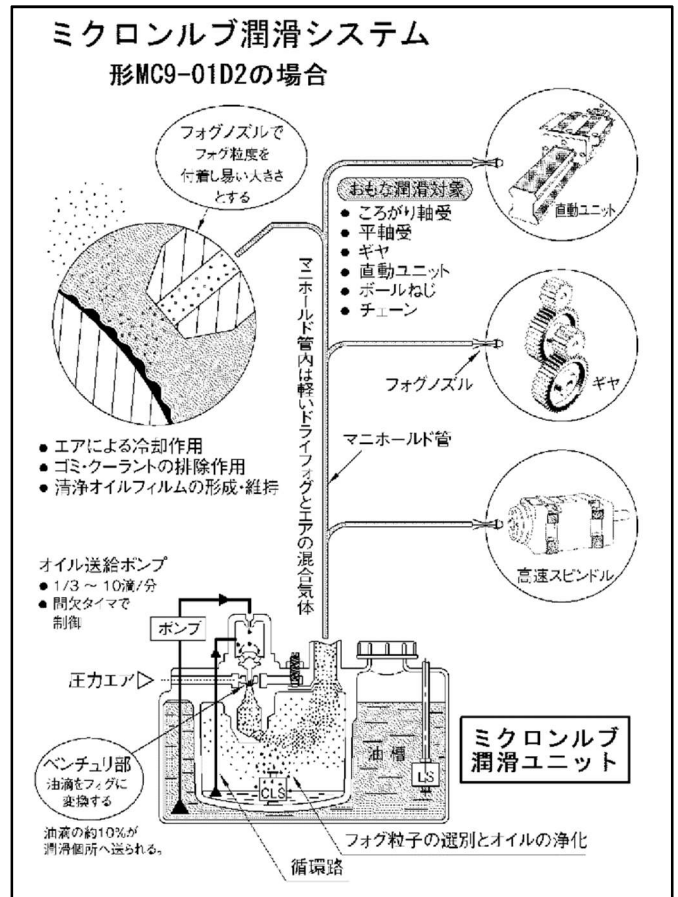 ミクロンルブ潤滑システム
形MC9-01D2の場合
フォグノズルで
フォグ粒度を
付着し易い大きさ
とする
おもな潤滑対象
● ころがり軸受
● 平軸受
● ギヤ
● 直動ユニット
● ボールねじ
● チェーン
直動ユニット
マニホールド管内は軽いドライフォグとエアの混合気体
フォグノズル
ギヤ
マニホールド管
● エアによる冷却作用
● ゴミ・クーラントの排除作用
● 清浄オイルフィルムの形成・維持
高速スピンドル
オイル送給ポンプ
● 1/3 ～ 10滴/分
● 間欠タイマで
制御
ポンプ
圧力エア
ベンチュリ部
油滴をフォグに
変換する
油滴の約10%が
潤滑個所へ送られる。
油槽
LS
CLS
ミクロンルブ
潤滑ユニット
フォグ粒子の選別とオイルの浄化
循環路